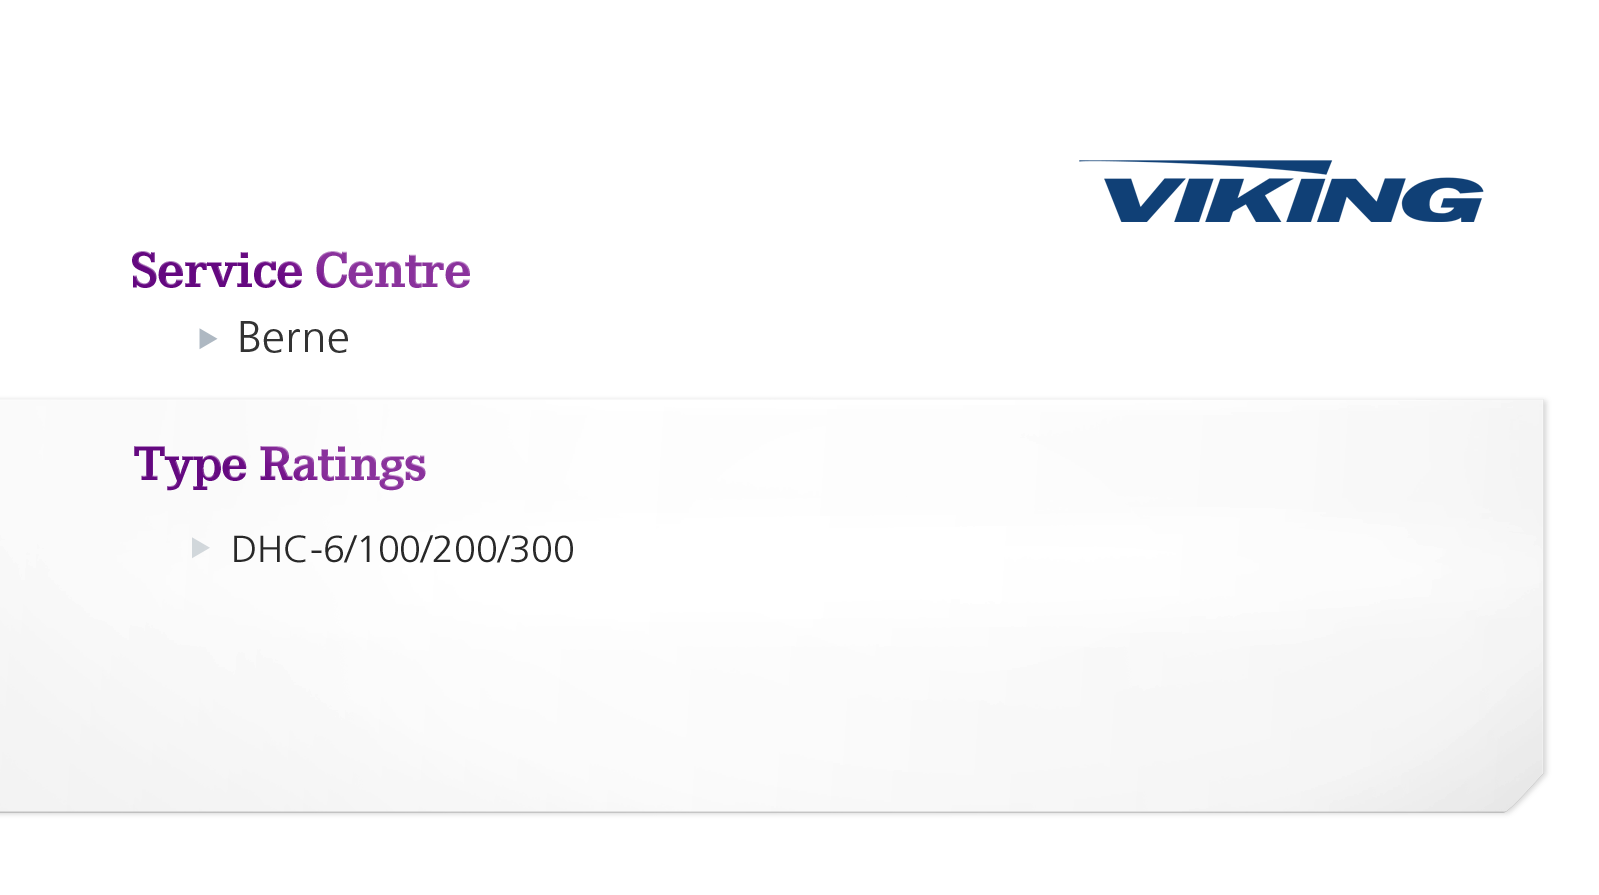 VIKING
Service Centre
Berne
Type Ratings
DHC-6/100/200/300